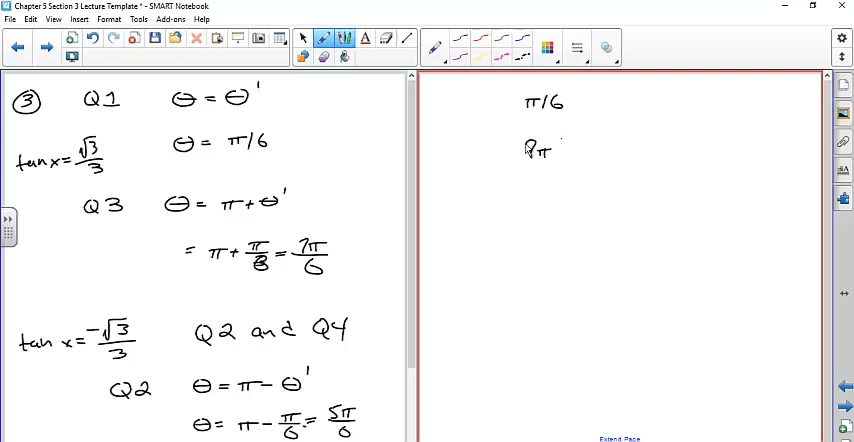 Chapter 5 Section 3 Lecture Template * - SMART Notebook
File Edit View Insert Format Tools Add-ons Help
③ Q1 ϴ = ϴ'
tan x = √3/3 ϴ = π/6
Q3 ϴ = π + ϴ'
= π + π/6 = 7π/6
tan x = -√3/3 Q2 and Q4
Q2 ϴ = π - ϴ'
ϴ = π - π/6 = 5π/6
π/6
π
Extend Page